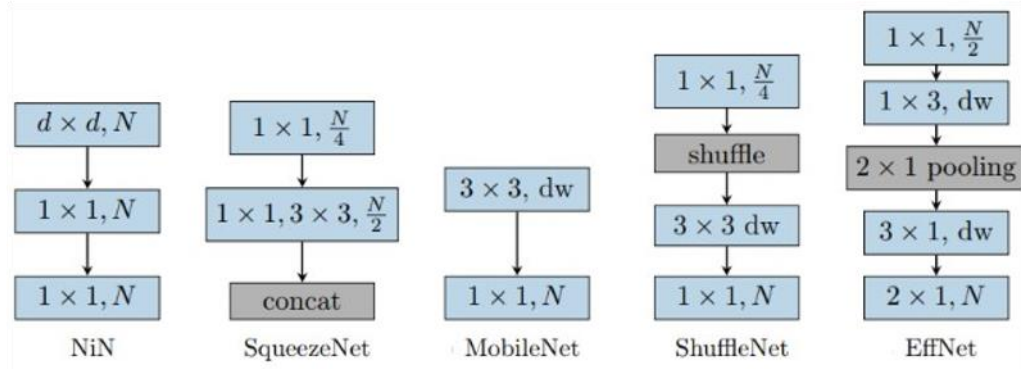 d × d, N
1 × 1, N
1 × 1, N
NiN
1 × 1, N/4
1 × 1, 3 × 3, N/2
concat
SqueezeNet
3 × 3, dw
1 × 1, N
MobileNet
1 × 1, N/4
shuffle
3 × 3 dw
1 × 1, N
ShuffleNet
1 × 1, N/2
1 × 3, dw
2 × 1 pooling
3 × 1, dw
2 × 1, N
EffNet